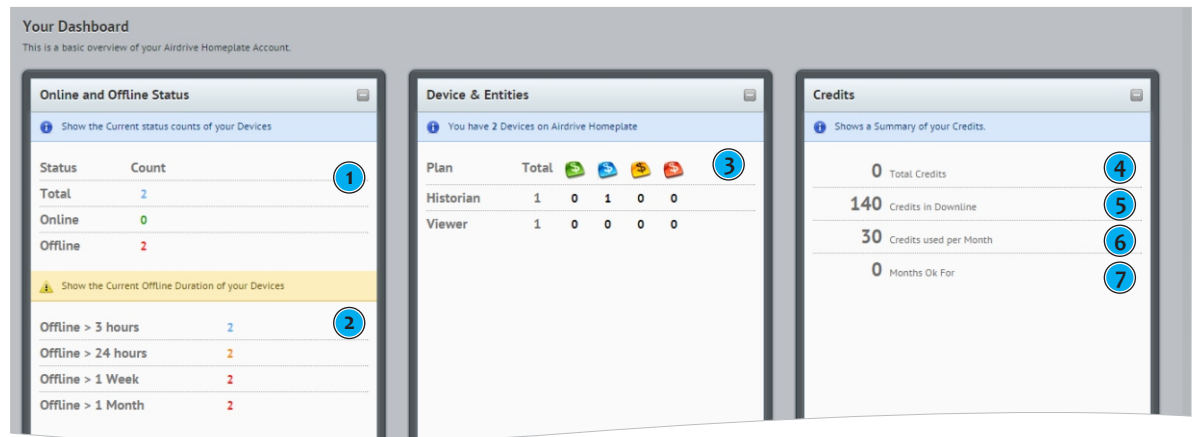 Your Dashboard
This is a basic overview of your Airdrive Homeplate Account.
Online and Offline Status
Show the Current status counts of your Devices
Status Count
1
Total 2
Online 0
Offline 2
Show the Current Offline Duration of your Devices
Offline > 3 hours 2
2
Offline > 24 hours 2
Offline > 1 Week 2
Offline > 1 Month 2
Device & Entities
You have 2 Devices on Airdrive Homeplate
Plan Total $ $ $ $
3
Historian 1 0 1 0 0
Viewer 1 0 0 0 0
Credits
Shows a Summary of your Credits.
0 Total Credits 4
140 Credits in Downline 5
30 Credits used per Month 6
0 Months Ok For 7